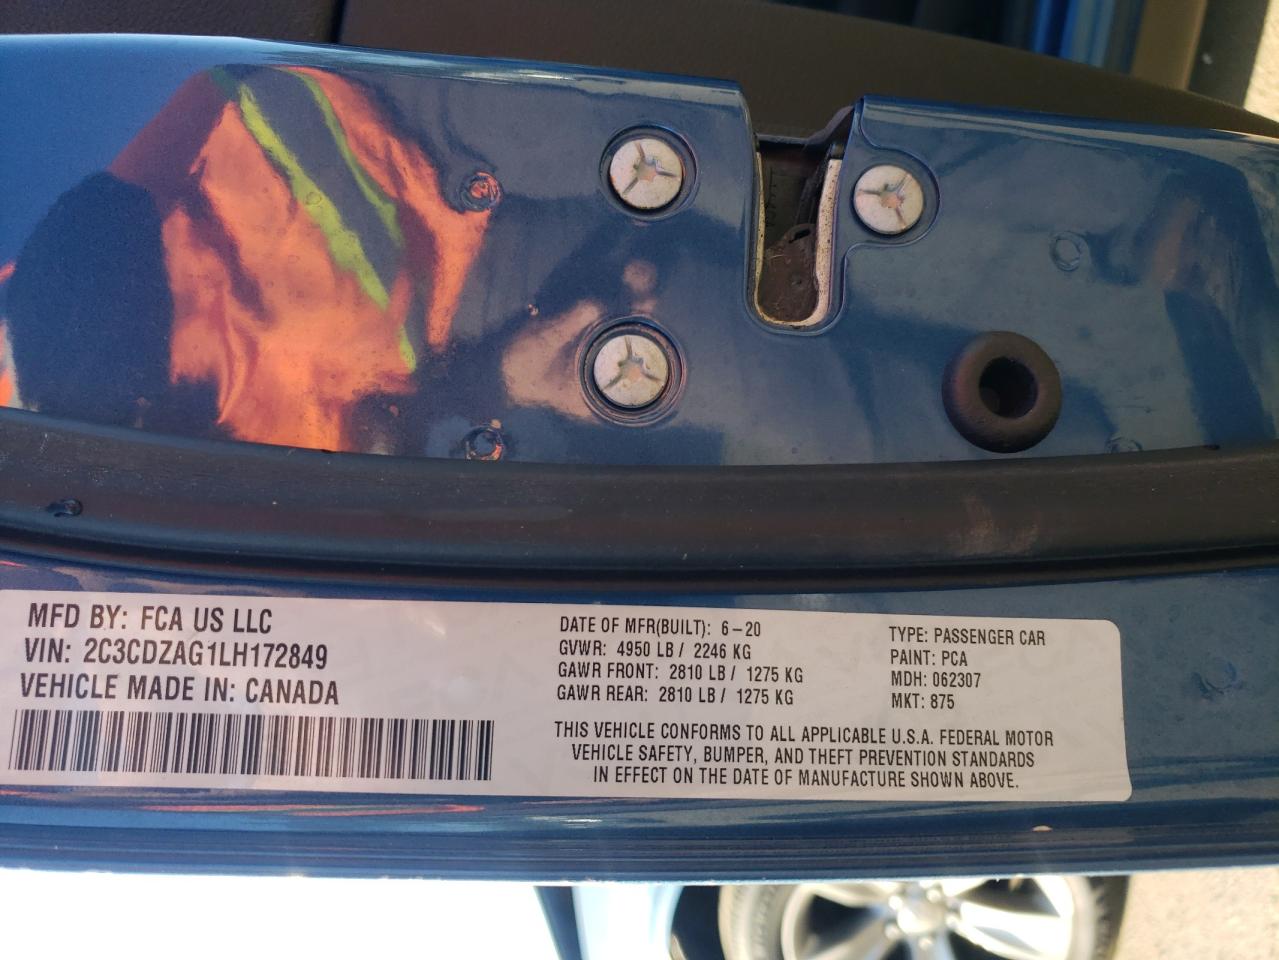 MFD BY: FCA US LLC
VIN: 2C3CDZAG1LH172849
VEHICLE MADE IN: CANADA
DATE OF MFR(BUILT): 6-20
GVWR: 4950 LB / 2246 KG
GAWR FRONT: 2810 LB / 1275 KG
GAWR REAR: 2810 LB / 1275 KG
TYPE: PASSENGER CAR
PAINT: PCA
MDH: 062307
MKT: 875
THIS VEHICLE CONFORMS TO ALL APPLICABLE U.S.A. FEDERAL MOTOR
VEHICLE SAFETY, BUMPER, AND THEFT PREVENTION STANDARDS
IN EFFECT ON THE DATE OF MANUFACTURE SHOWN ABOVE.